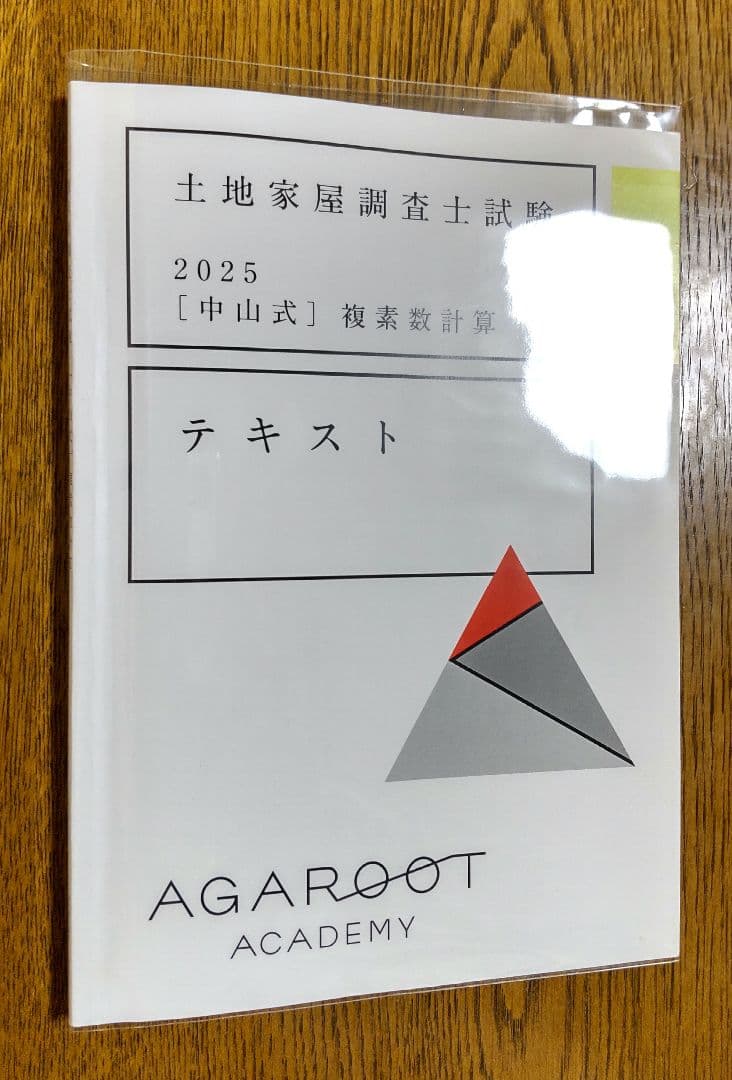 土地家屋調査士試験
2025
[中山式] 複素数計算
テキスト
AGAROOT
ACADEMY